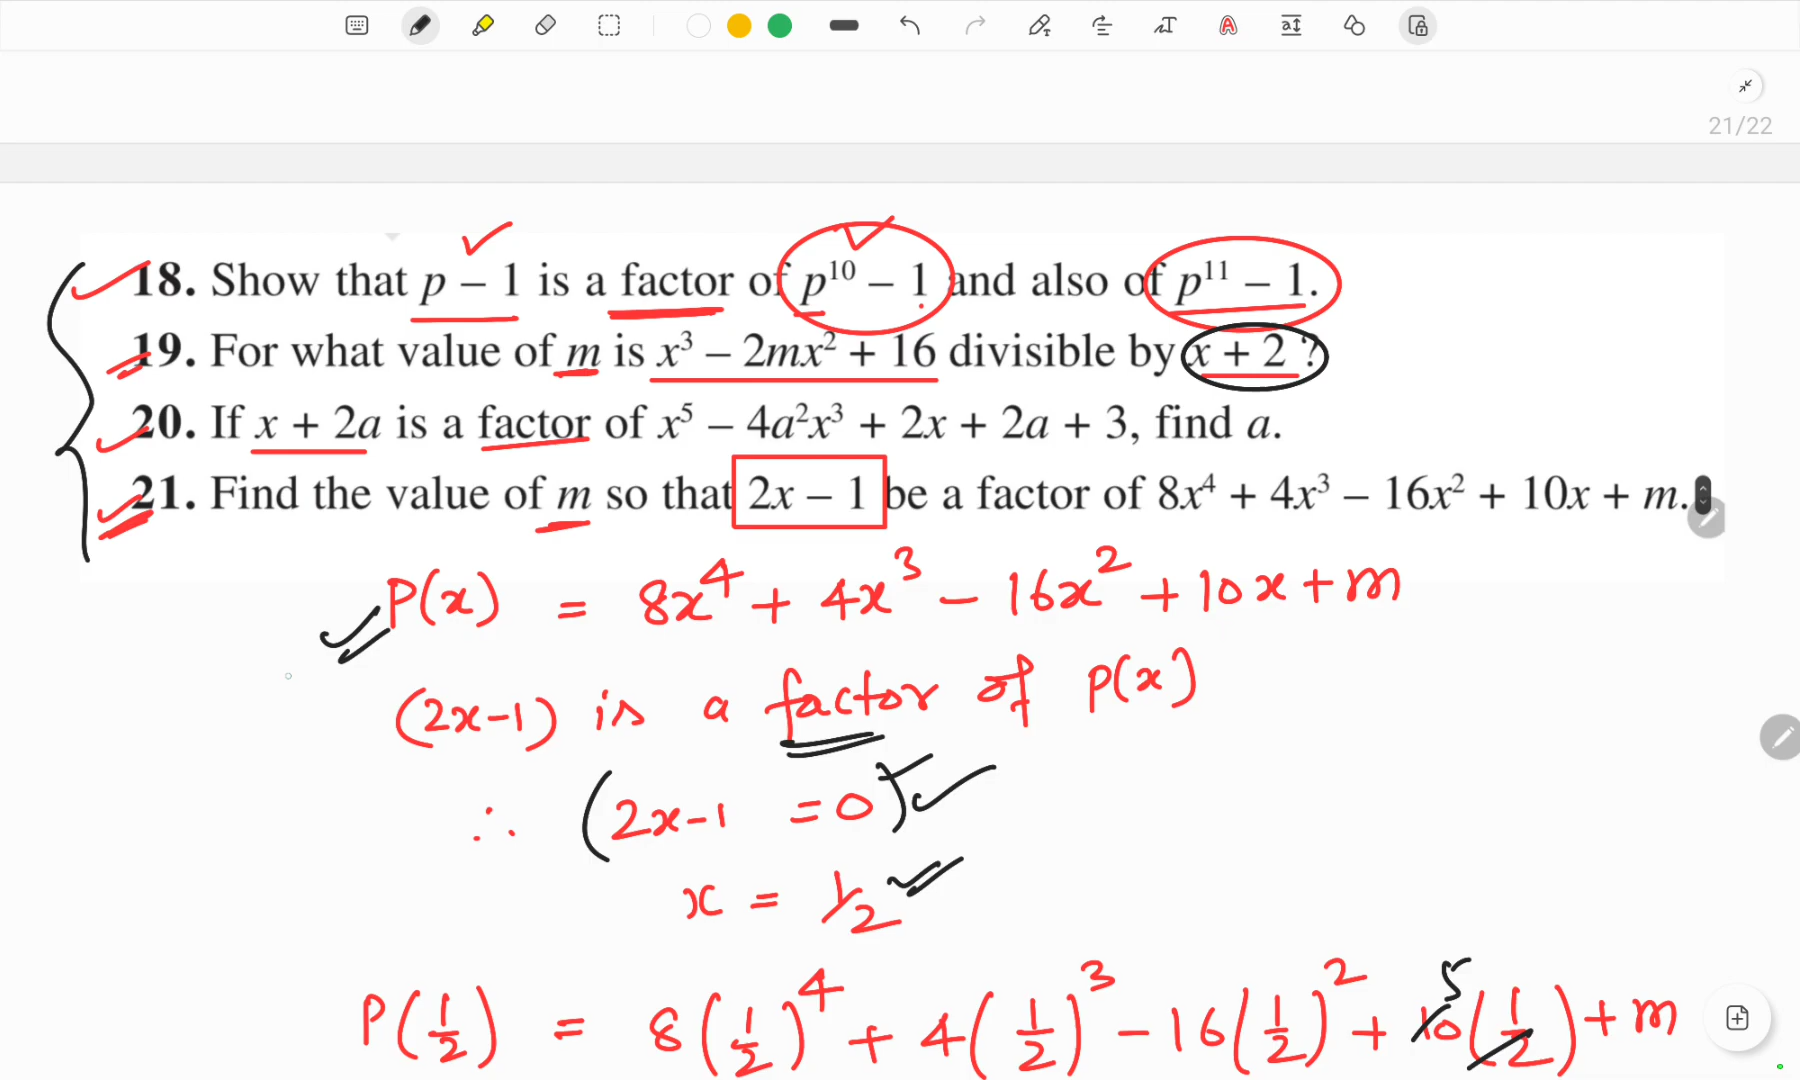 21/22
18. Show that p – 1 is a factor of p¹⁰ – 1 and also of p¹¹ – 1.
19. For what value of m is x³ – 2mx² + 16 divisible by x + 2 ?
20. If x + 2a is a factor of x⁵ – 4a²x³ + 2x + 2a + 3, find a.
21. Find the value of m so that 2x – 1 be a factor of 8x⁴ + 4x³ – 16x² + 10x + m.
P(x) = 8x⁴ + 4x³ – 16x² + 10x + m
(2x-1) is a factor of P(x)
∴ (2x-1 = 0)
x = 1/2
5
P(1/2) = 8(1/2)⁴ + 4(1/2)³ – 16(1/2)² + 10(1/2) + m